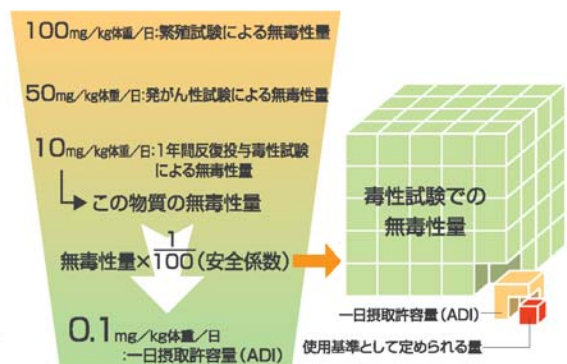 100mg/kg体重/日:繁殖試験による無毒性量
50mg/kg体重/日:発がん性試験による無毒性量
10mg/kg体重/日:1年間反復投与毒性試験
による無毒性量
この物質の無毒性量
無毒性量×1/100(安全係数)
0.1mg/kg体重/日
:一日摂取許容量(ADI)
毒性試験での
無毒性量
一日摂取許容量(ADI)
使用基準として定められる量